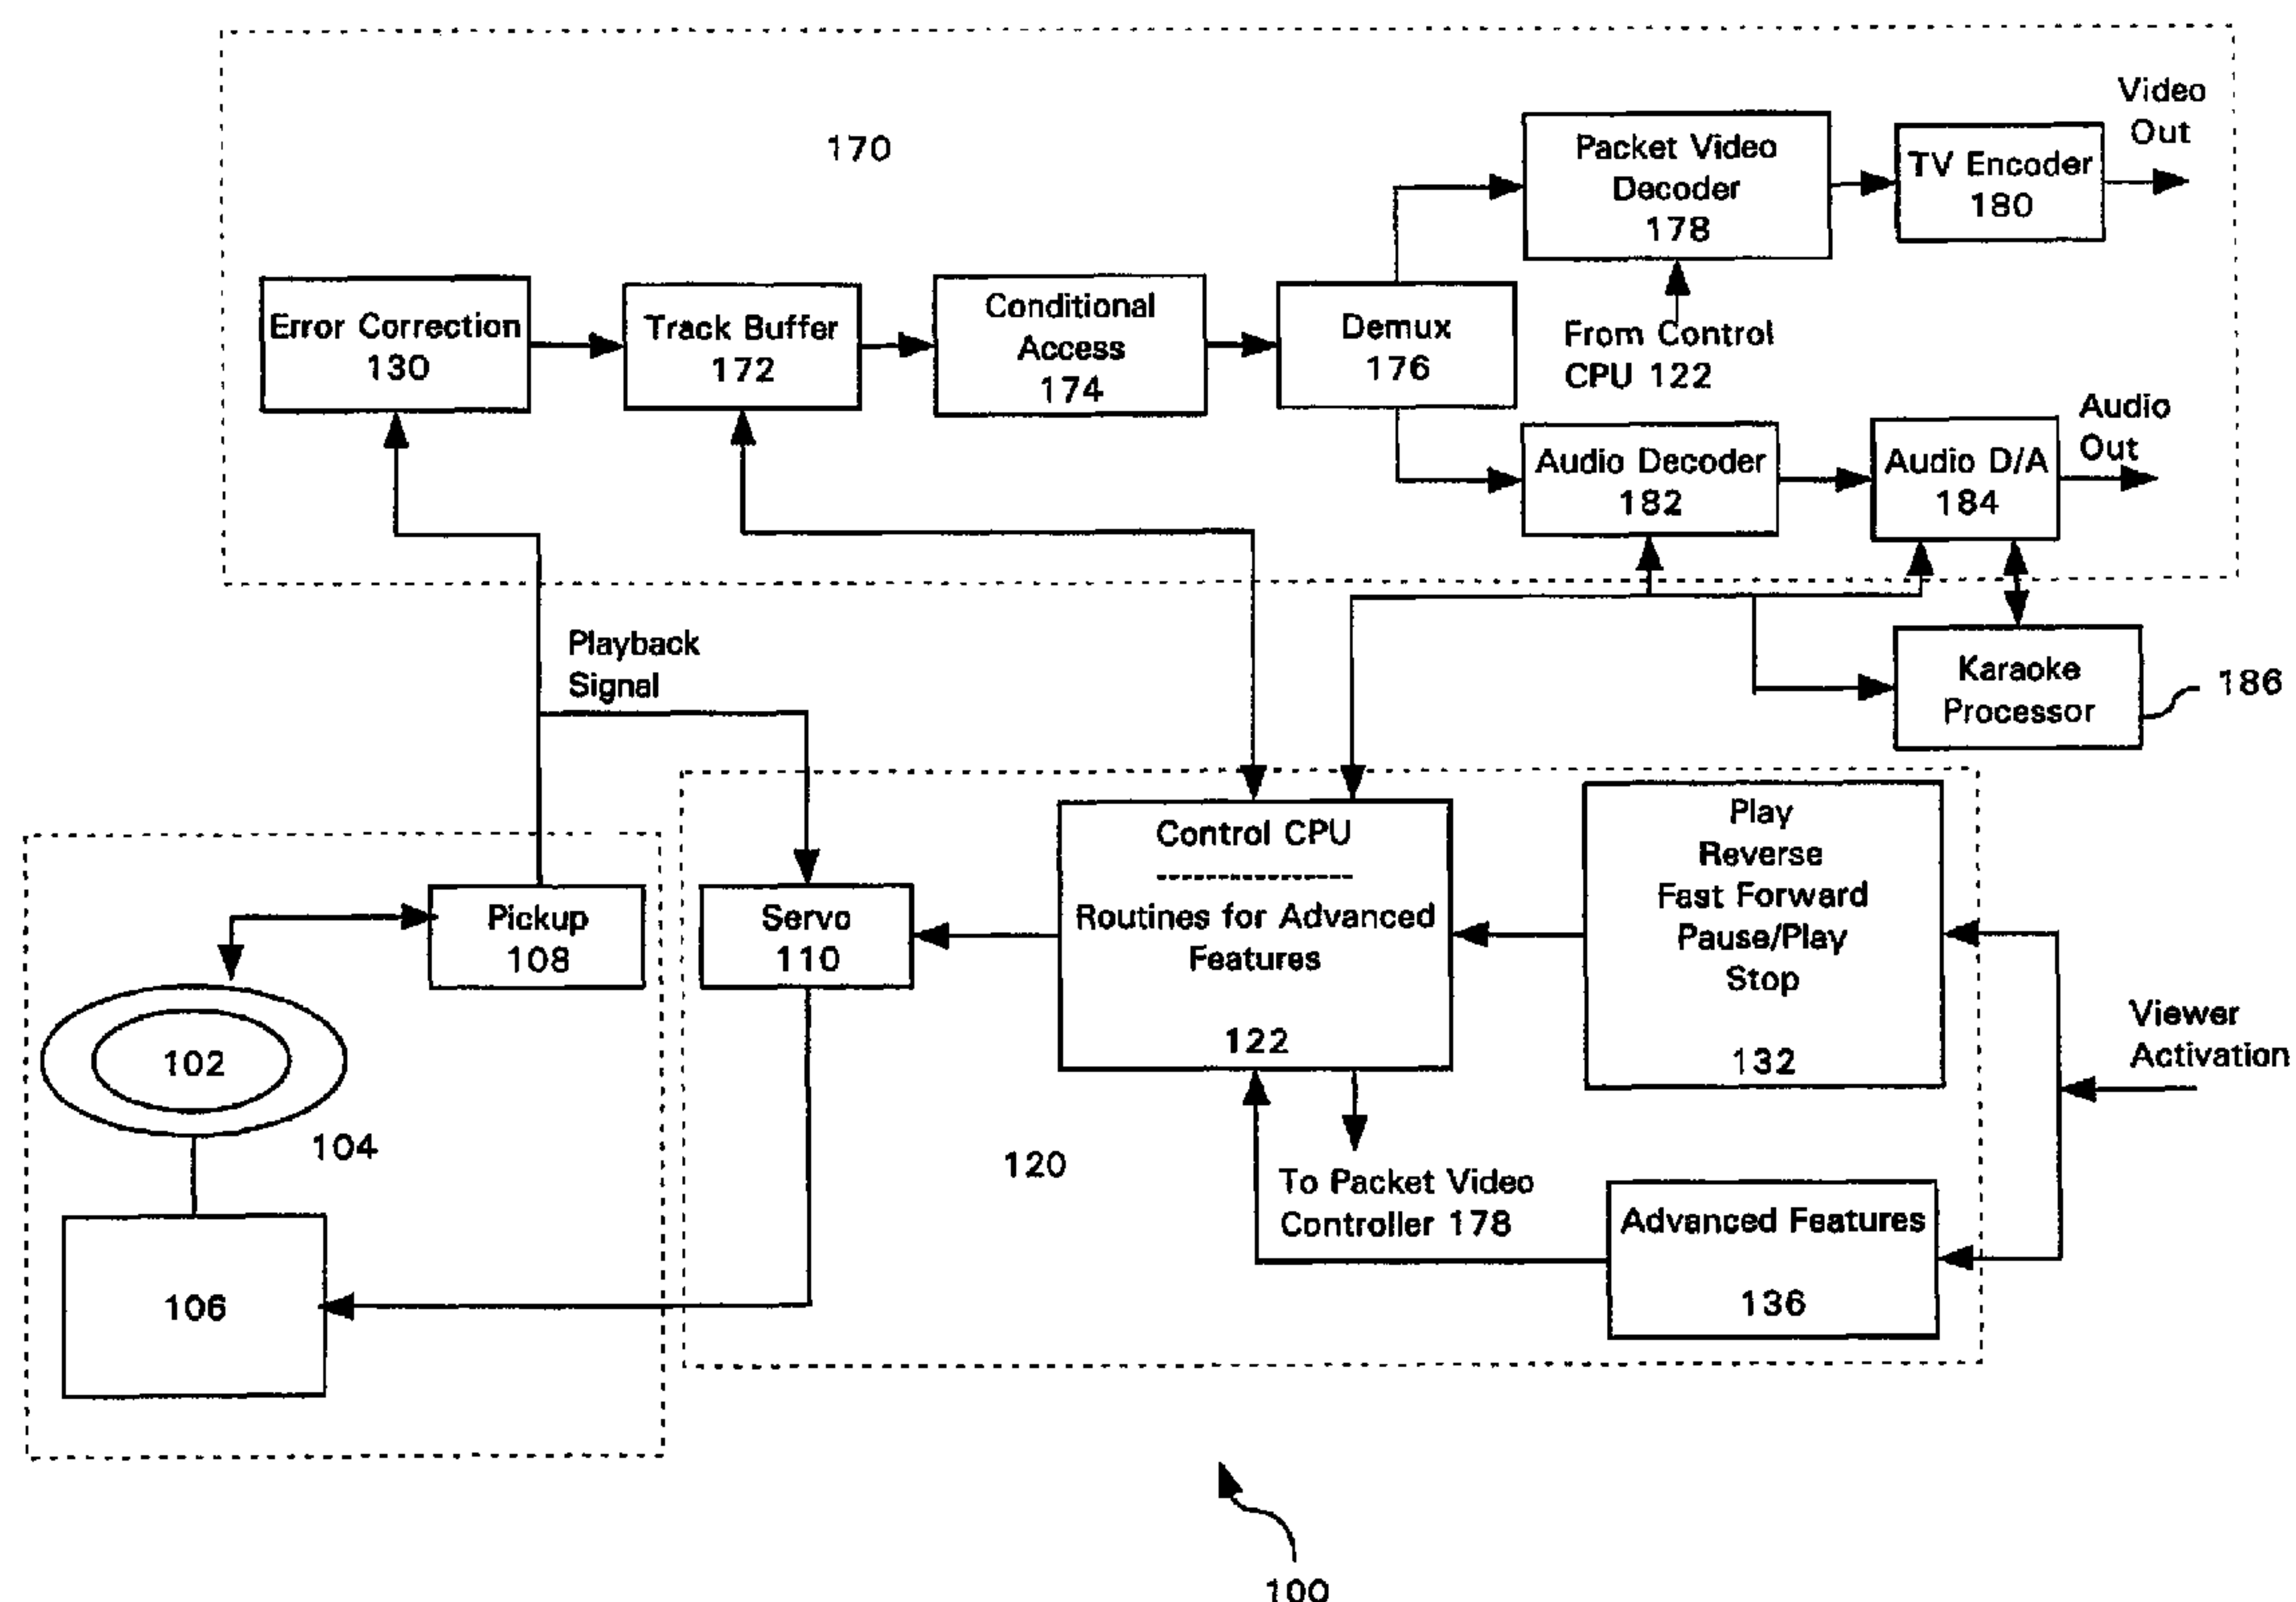 170
Video
Out
Packet Video
Decoder
178
TV Encoder
180
Error Correction
130
Track Buffer
172
Conditional
Access
174
Demux
176
From Control
CPU 122
Audio
Out
Audio Decoder
182
Audio D/A
184
Playback
Signal
Karaoke
Processor
186
Pickup
108
Servo
110
Control CPU
Routines for Advanced
Features
122
Play
Reverse
Fast Forward
Pause/Play
Stop
132
Viewer
Activation
102
104
120
To Packet Video
Controller 178
Advanced Features
136
106
100